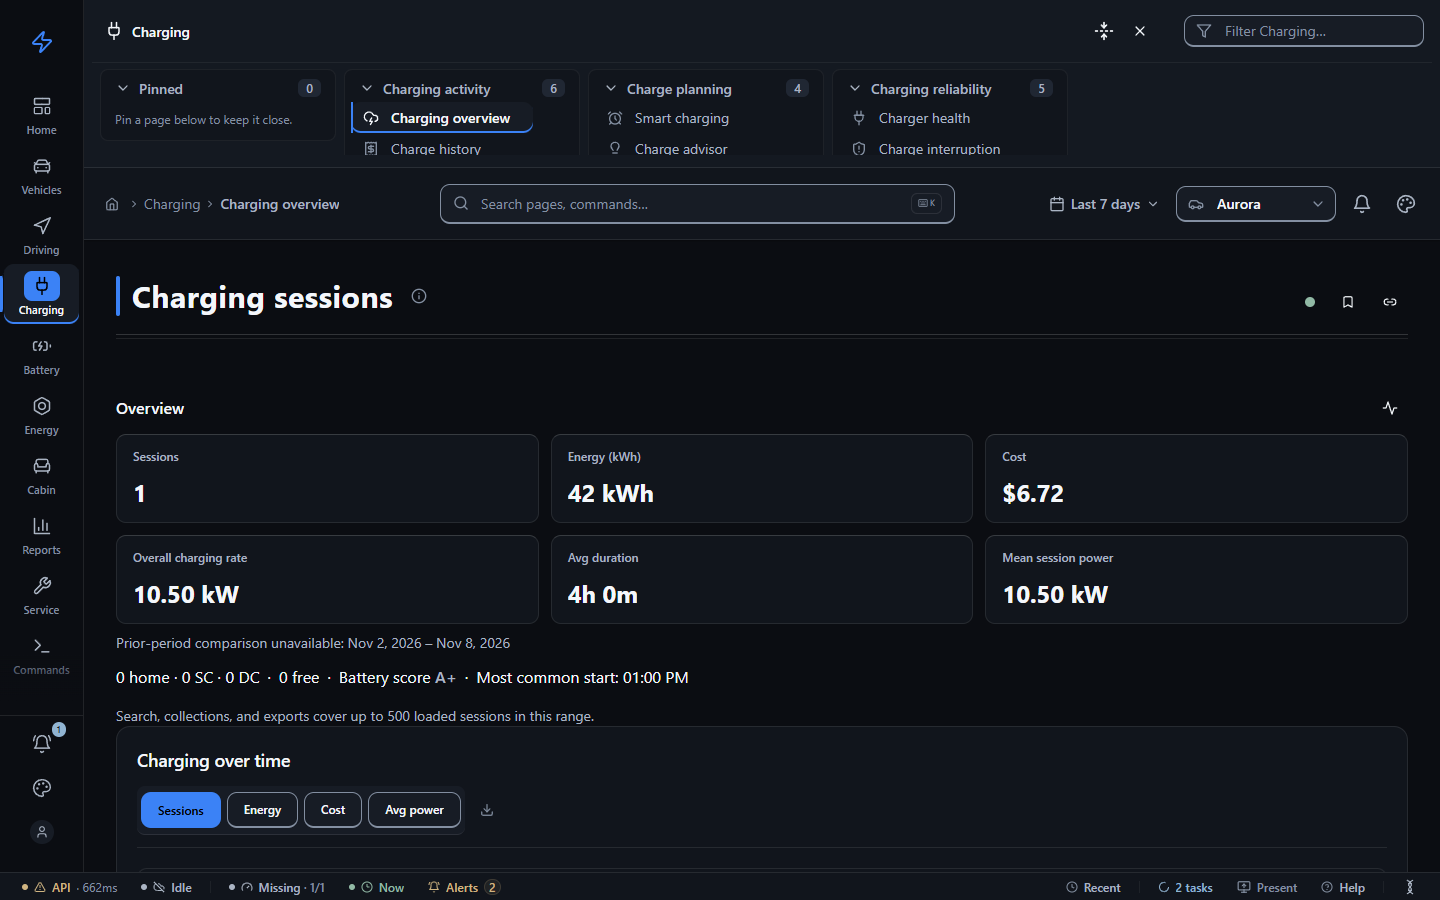 Charging
Filter Charging...
Pinned 0
Pin a page below to keep it close.
Charging activity 6
Charging overview
Charge history
Charge planning 4
Smart charging
Charge advisor
Charging reliability 5
Charger health
Charge interruption
Home
Vehicles
Driving
Charging
Battery
Energy
Cabin
Reports
Service
Commands
1
Charging > Charging overview
Search pages, commands...
K
Last 7 days
Aurora
Charging sessions
Overview
Sessions
1
Energy (kWh)
42 kWh
Cost
$6.72
Overall charging rate
10.50 kW
Avg duration
4h 0m
Mean session power
10.50 kW
Prior-period comparison unavailable: Nov 2, 2026 – Nov 8, 2026
0 home · 0 SC · 0 DC · 0 free · Battery score A+ · Most common start: 01:00 PM
Search, collections, and exports cover up to 500 loaded sessions in this range.
Charging over time
Sessions Energy Cost Avg power
API · 662ms Idle Missing · 1/1 Now Alerts 2 Recent 2 tasks Present Help